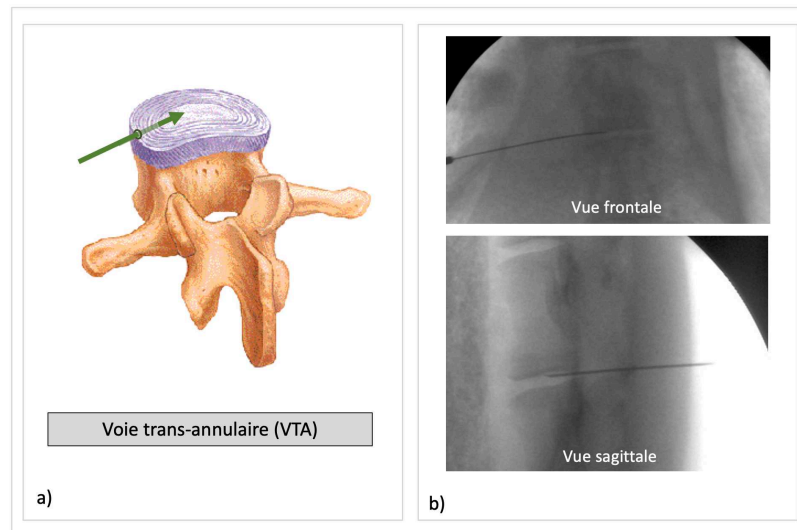 Voie trans-annulaire (VTA)
a)
Vue frontale
Vue sagittale
b)